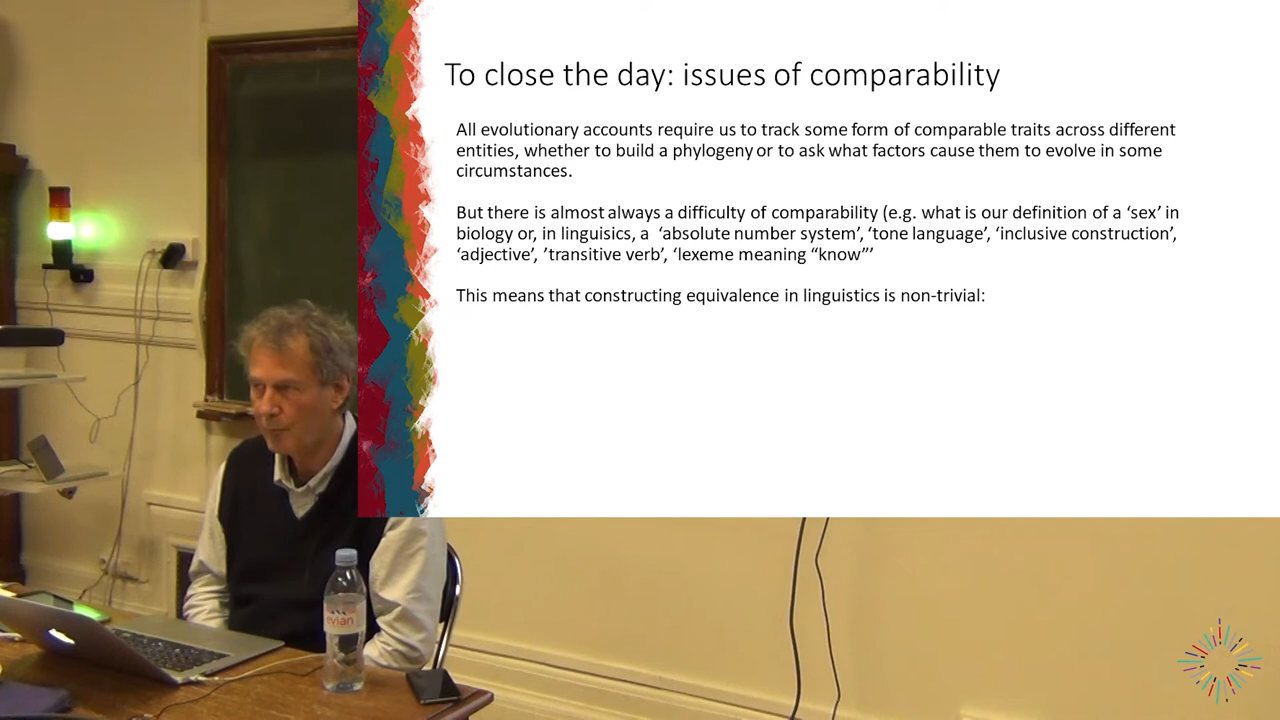 To close the day: issues of comparability
All evolutionary accounts require us to track some form of comparable traits across different
entities, whether to build a phylogeny or to ask what factors cause them to evolve in some
circumstances.
But there is almost always a difficulty of comparability (e.g. what is our definition of a ‘sex’ in
biology or, in linguisics, a ‘absolute number system’, ‘tone language’, ‘inclusive construction’,
‘adjective’, ’transitive verb’, ‘lexeme meaning “know”’
This means that constructing equivalence in linguistics is non-trivial:
evian